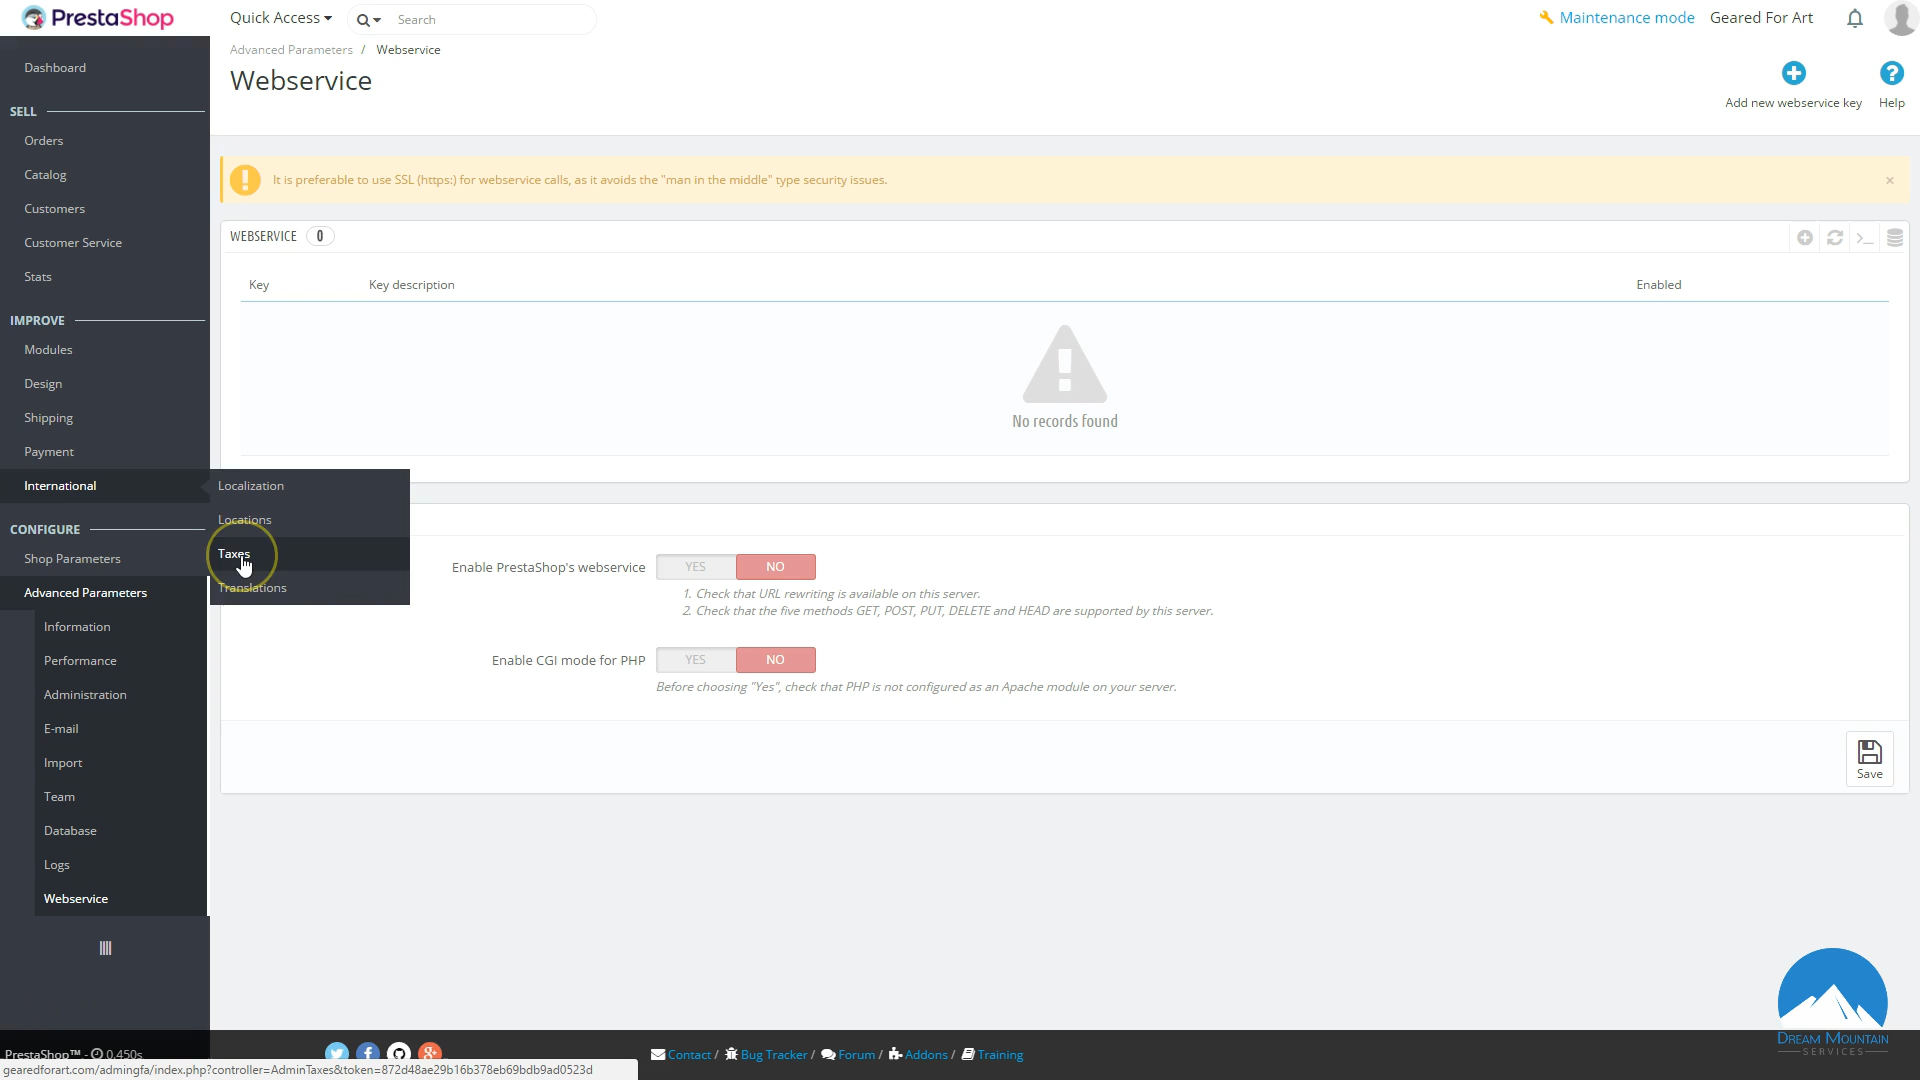 PrestaShop
Quick Access
Search
Maintenance mode
Geared For Art
Advanced Parameters / Webservice
Webservice
Add new webservice key
Help
Dashboard
SELL
Orders
Catalog
Customers
Customer Service
Stats
IMPROVE
Modules
Design
Shipping
Payment
International
CONFIGURE
Shop Parameters
Advanced Parameters
Information
Performance
Administration
E-mail
Import
Team
Database
Logs
Webservice
Localization
Locations
Taxes
Translations
It is preferable to use SSL (https:) for webservice calls, as it avoids the "man in the middle" type security issues.
×
WEBSERVICE 0
Key
Key description
Enabled
No records found
Enable PrestaShop's webservice
YES
NO
1. Check that URL rewriting is available on this server.
2. Check that the five methods GET, POST, PUT, DELETE and HEAD are supported by this server.
Enable CGI mode for PHP
YES
NO
Before choosing "Yes", check that PHP is not configured as an Apache module on your server.
Save
DREAM MOUNTAIN
SERVICES
PrestaShop™ - 0.450s
Contact / Bug Tracker / Forum / Addons / Training
gearedforart.com/admingfa/index.php?controller=AdminTaxes&token=872d48ae29b16b378eb69bdb9ad0523d